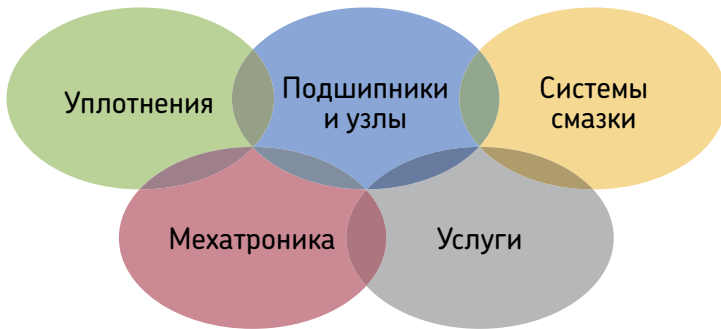 Уплотнения
Подшипники
и узлы
Системы
смазки
Мехатроника
Услуги